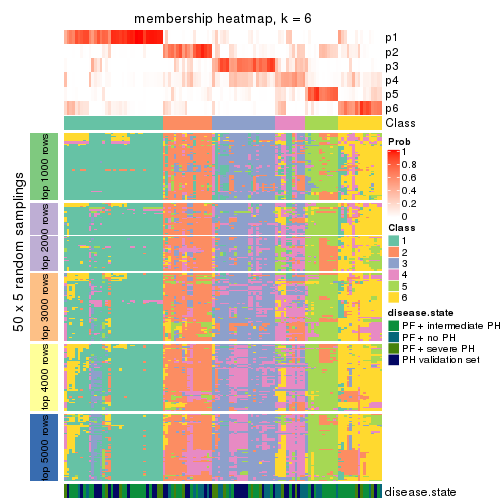 membership heatmap, k = 6
p1
p2
p3
p4
p5
p6
Class
50 x 5 random samplings
top 1000 rows
top 2000 rows
top 3000 rows
top 4000 rows
top 5000 rows
Prob
1
0.8
0.6
0.4
0.2
0
Class
1
2
3
4
5
6
disease.state
PF+ intermediate PH
PF+ no PH
PF+ severe PH
PH validation set
disease.state